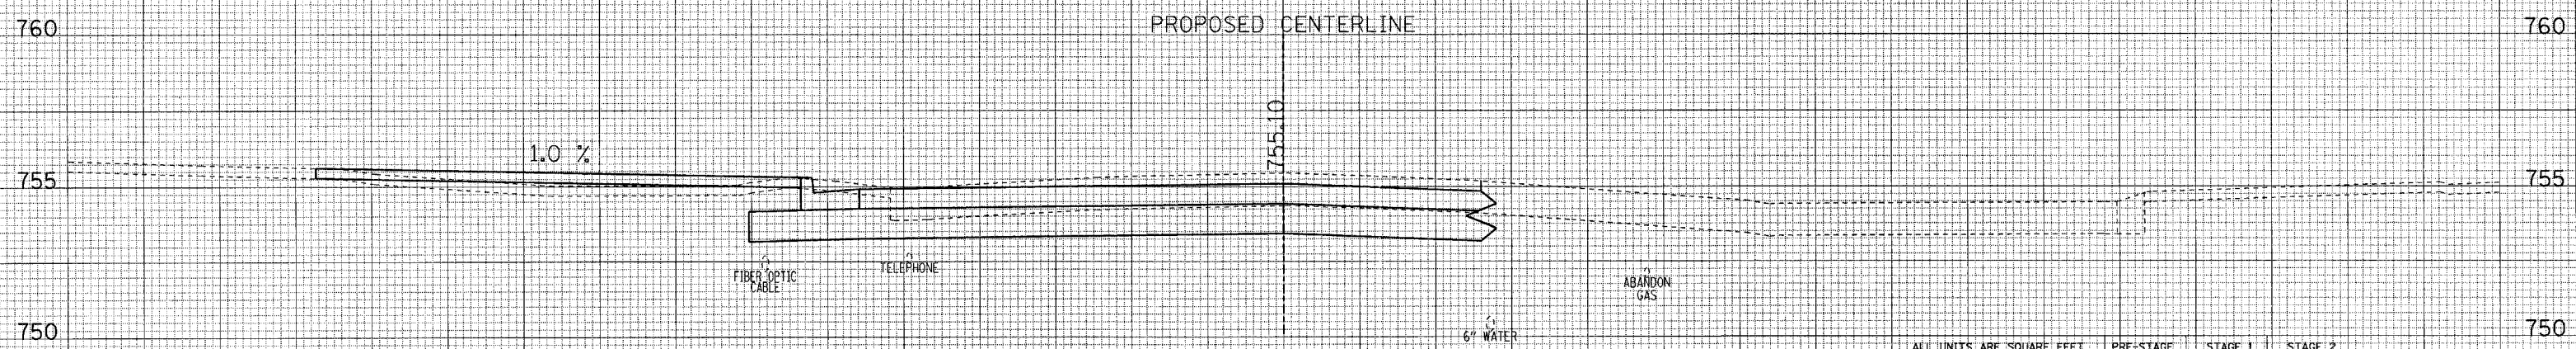 PROPOSED CENTERLINE
760
760
755.10
1.0 %
755
755
FIBER OPTIC
CABLE
TELEPHONE
ABANDON
GAS
750
6" WATER
750
ALL UNITS ARE SQUARE FEET PRE-STAGE STAGE 1 STAGE 2